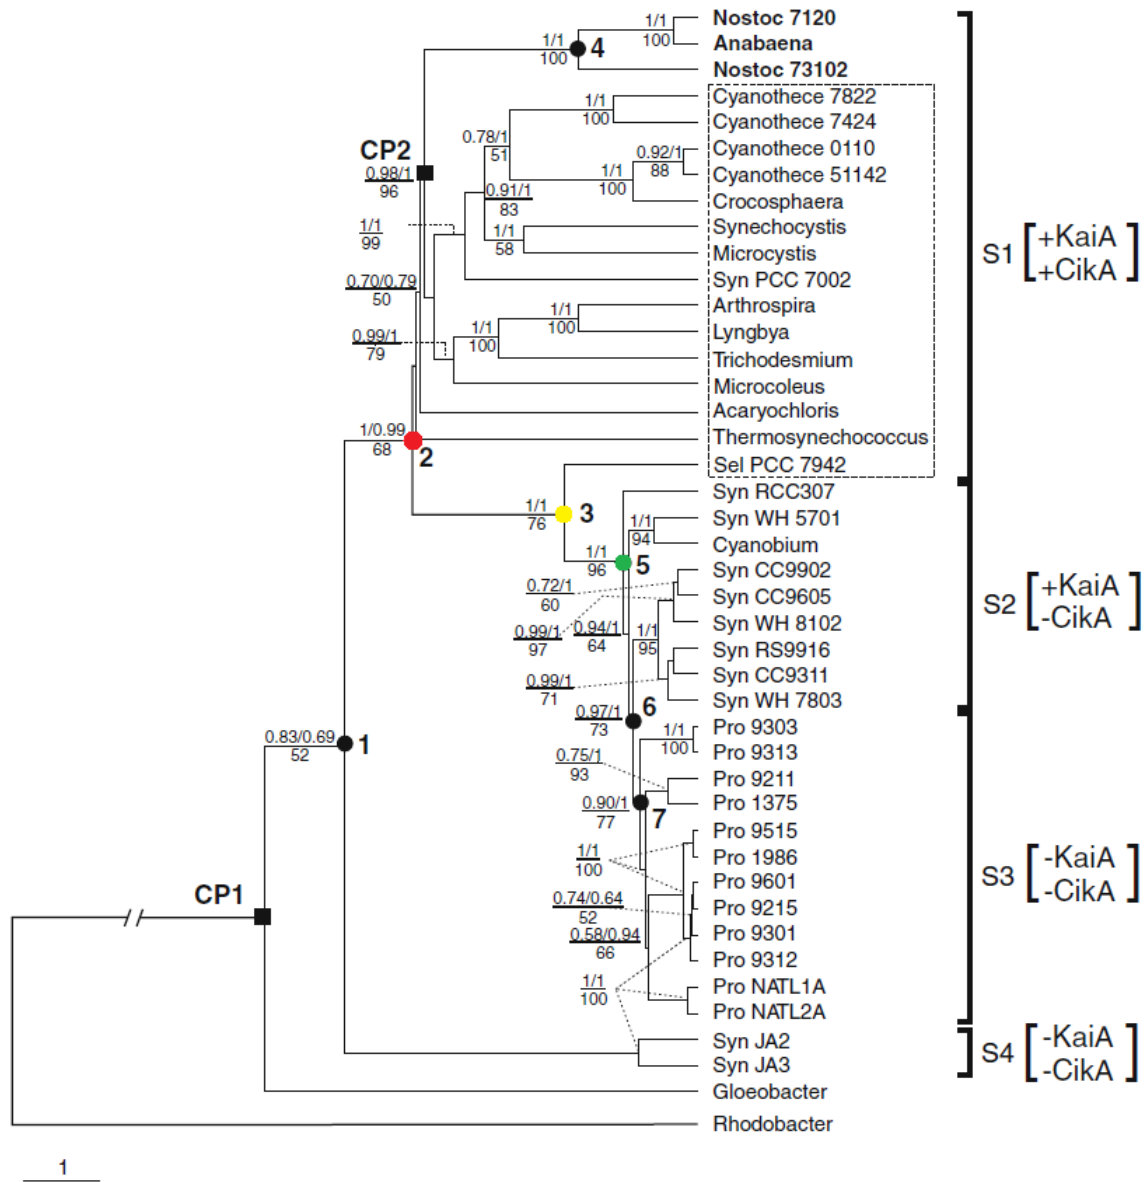 Nostoc 7120
1/1
100
Anabaena
1/1
100
4
Nostoc 73102
Cyanothece 7822
1/1
100
Cyanothece 7424
0.78/1
51
Cyanothece 0110
0.92/1
88
CP2
0.98/1
96
1/1
100
Cyanothece 51142
0.91/1
83
Crocosphaera
1/1
99
Synechocystis
1/1
58
Microcystis
S1
+KaiA
+CikA
0.70/0.79
50
Syn PCC 7002
Arthrospira
1/1
100
Lyngbya
0.99/1
79
1/1
100
Trichodesmium
Microcoleus
Acaryochloris
1/0.99
68
2
Thermosynechococcus
Sel PCC 7942
Syn RCC307
1/1
76
3
Syn WH 5701
1/1
94
Cyanobium
1/1
96
5
Syn CC9902
0.72/1
60
Syn CC9605
S2
+KaiA
-CikA
0.99/1
97
0.94/1
64
1/1
95
Syn WH 8102
Syn RS9916
Syn CC9311
0.99/1
71
Syn WH 7803
0.97/1
73
6
Pro 9303
1/1
100
Pro 9313
0.83/0.69
52
1
0.75/1
93
Pro 9211
Pro 1375
0.90/1
77
7
Pro 9515
1/1
100
Pro 1986
S3
-KaiA
-CikA
Pro 9601
CP1
0.74/0.64
52
Pro 9215
0.58/0.94
66
Pro 9301
Pro 9312
1/1
100
Pro NATL1A
Pro NATL2A
Syn JA2
S4
-KaiA
-CikA
Syn JA3
Gloeobacter
Rhodobacter
1